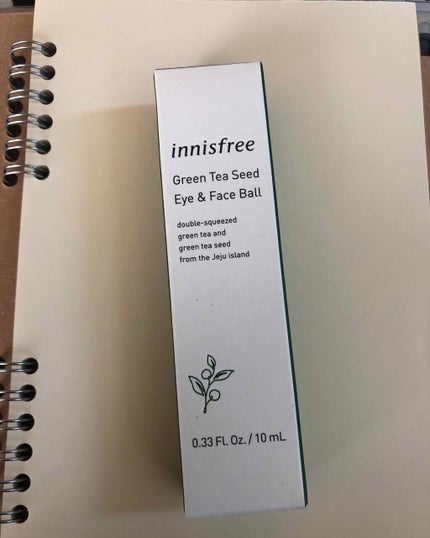 innisfree
Green Tea Seed
Eye & Face Ball
double-squeezed
green tea and
green tea seed
from the Jeju island
0.33 Fl. Oz. / 10 mL